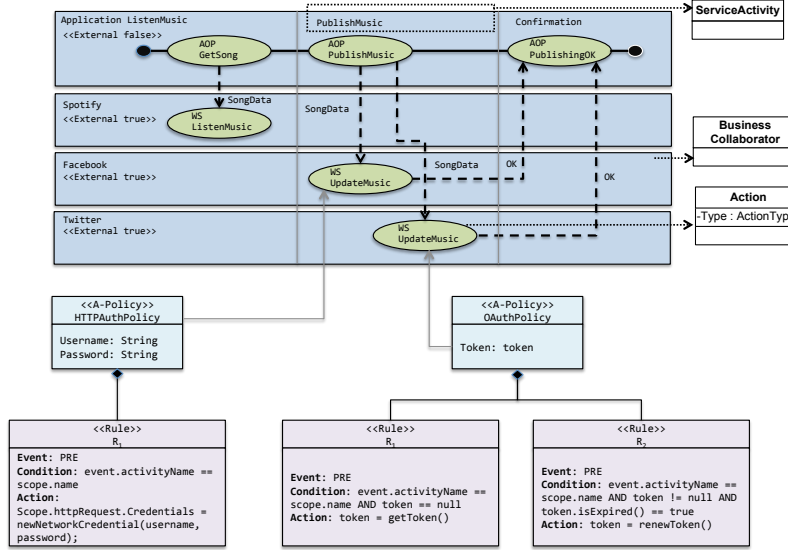 Application ListenMusic
<<External false>>
PublishMusic
Confirmation
ServiceActivity
AOP
GetSong
AOP
PublishMusic
AOP
PublishingOK
SongData
SongData
Spotify
<<External true>>
WS
ListenMusic
Business
Collaborator
Facebook
<<External true>>
WS
UpdateMusic
SongData
OK
OK
Action
-Type : ActionTyp
Twitter
<<External true>>
WS
UpdateMusic
<<A-Policy>>
HTTPAuthPolicy
Username: String
Password: String
<<A-Policy>>
OAuthPolicy
Token: token
<<Rule>>
R1
Event: PRE
Condition: event.activityName ==
scope.name
Action:
Scope.httpRequest.Credentials =
newNetworkCredential(username,
password);
<<Rule>>
R1
Event: PRE
Condition: event.activityName ==
scope.name AND token == null
Action: token = getToken()
<<Rule>>
R2
Event: PRE
Condition: event.activityName ==
scope.name AND token != null AND
token.isExpired() == true
Action: token = renewToken()